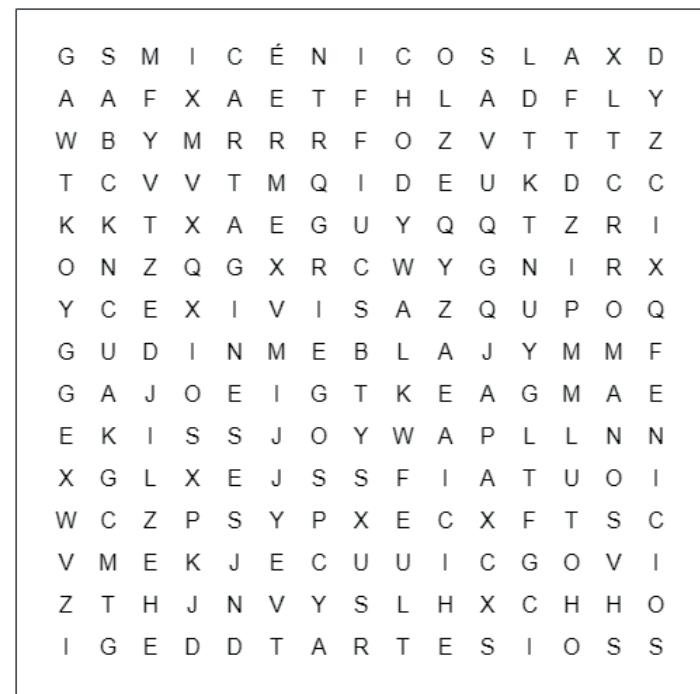 G S M I C É N I C O S L A X D
A A F X A E T F H L A D F L Y
W B Y M R R R F O Z V T T T Z
T C V V T M Q I D E U K D C C
K K T X A E G U Y Q Q T Z R I
O N Z Q G X R C W Y G N I R X
Y C E X I V I S A Z Q U P O Q
G U D I N M E B L A J Y M M F
G A J O E I G T K E A G M A E
E K I S S J O Y W A P L L N N
X G L X E J S S F I A T U O I
W C Z P S Y P X E C X F T S C
V M E K J E C U U I C G O V I
Z T H J N V Y S L H X C H H O
I G E D D T A R T E S I O S S